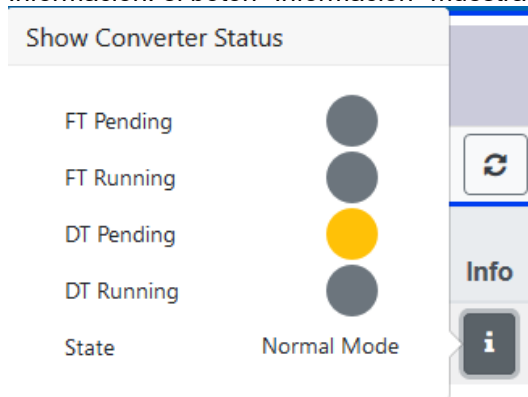 Show Converter Status
FT Pending
FT Running
DT Pending
DT Running
State Normal Mode
Info
i